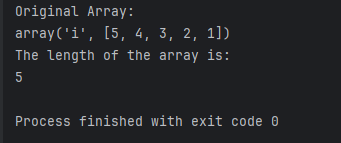 Original Array:
array('i', [5, 4, 3, 2, 1])
The length of the array is:
5
Process finished with exit code 0